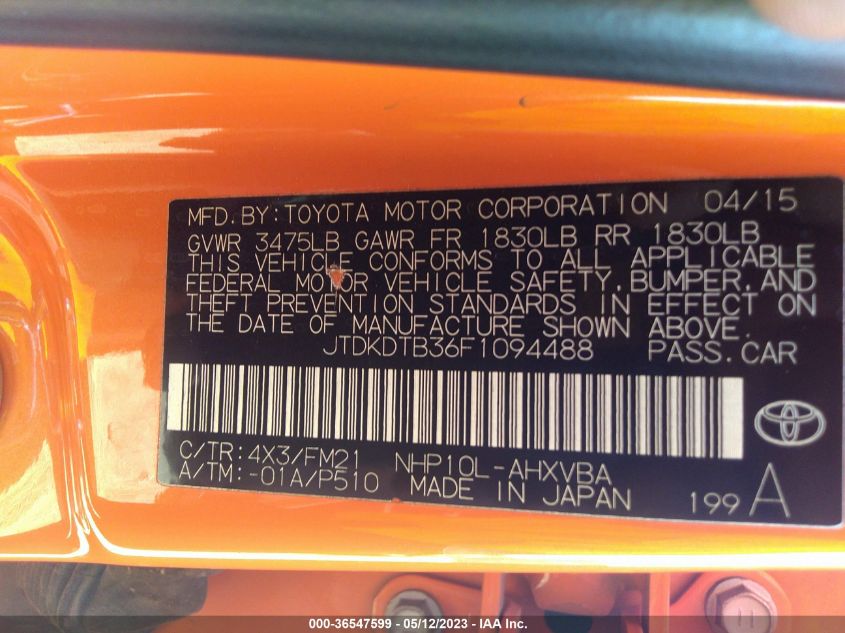 MFD.BY:TOYOTA MOTOR CORPORATION 04/15
GVWR 3475LB GAWR FR 1830LB RR 1830LB
THIS VEHICLE CONFORMS TO ALL APPLICABLE
FEDERAL MOTOR VEHICLE SAFETY,BUMPER,AND
THEFT PREVENTION STANDARDS IN EFFECT ON
THE DATE OF MANUFACTURE SHOWN ABOVE.
JTDKDTB36F1094488 PASS.CAR
C/TR:4X3/FM21 NHP10L-AHXVBA
A/TM:-01A/P510 MADE IN JAPAN 199 A
000-36547599 - 05/12/2023 - IAA Inc.